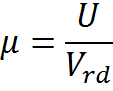 μ = U / V_rd